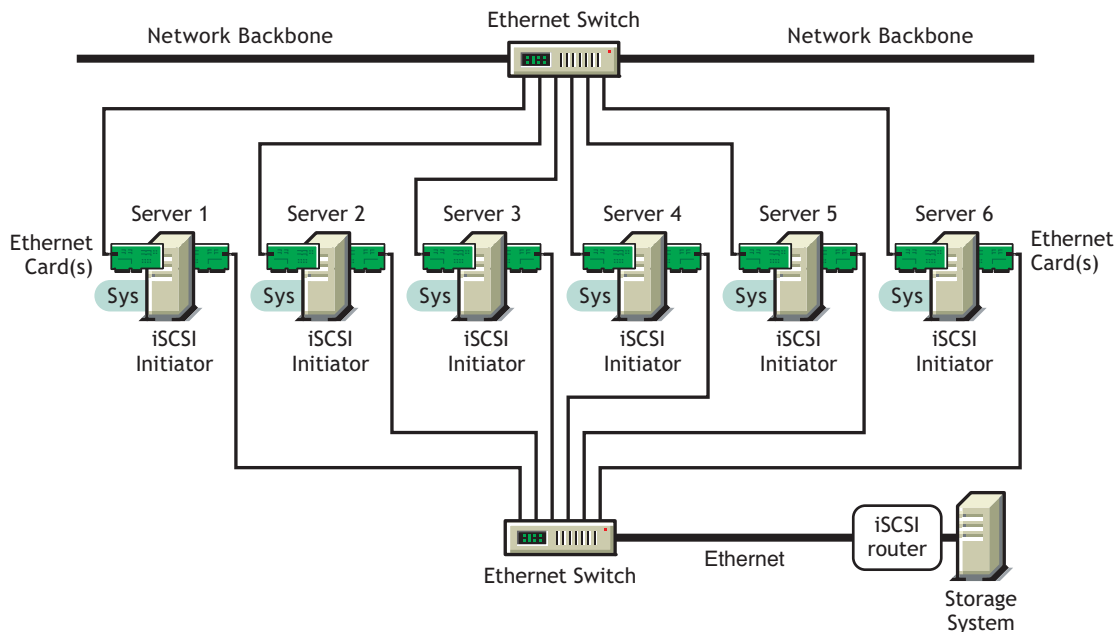 Ethernet Switch
Network Backbone
Network Backbone
Server 1
Server 2
Server 3
Server 4
Server 5
Server 6
Ethernet
Card(s)
Ethernet
Card(s)
Sys
Sys
Sys
Sys
Sys
Sys
iSCSI
Initiator
iSCSI
Initiator
iSCSI
Initiator
iSCSI
Initiator
iSCSI
Initiator
iSCSI
Initiator
iSCSI
router
Ethernet
Ethernet Switch
Storage
System